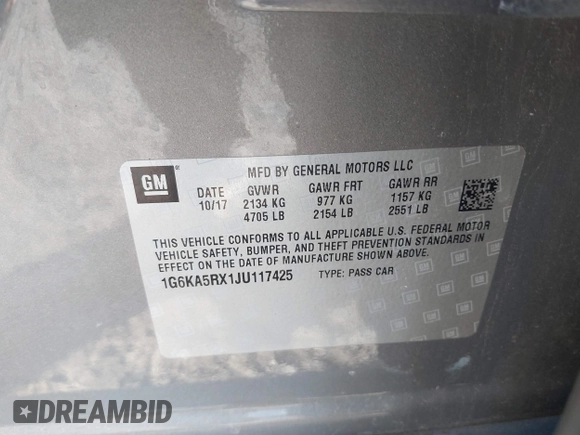 GM
MFD BY GENERAL MOTORS LLC
DATE GVWR GAWR FRT GAWR RR
10/17 2134 KG 977 KG 1157 KG
4705 LB 2154 LB 2551 LB
THIS VEHICLE CONFORMS TO ALL APPLICABLE U.S. FEDERAL MOTOR
VEHICLE SAFETY, BUMPER, AND THEFT PREVENTION STANDARDS IN
EFFECT ON THE DATE OF MANUFACTURE SHOWN ABOVE.
1G6KA5RX1JU117425 TYPE: PASS CAR
DREAMBID